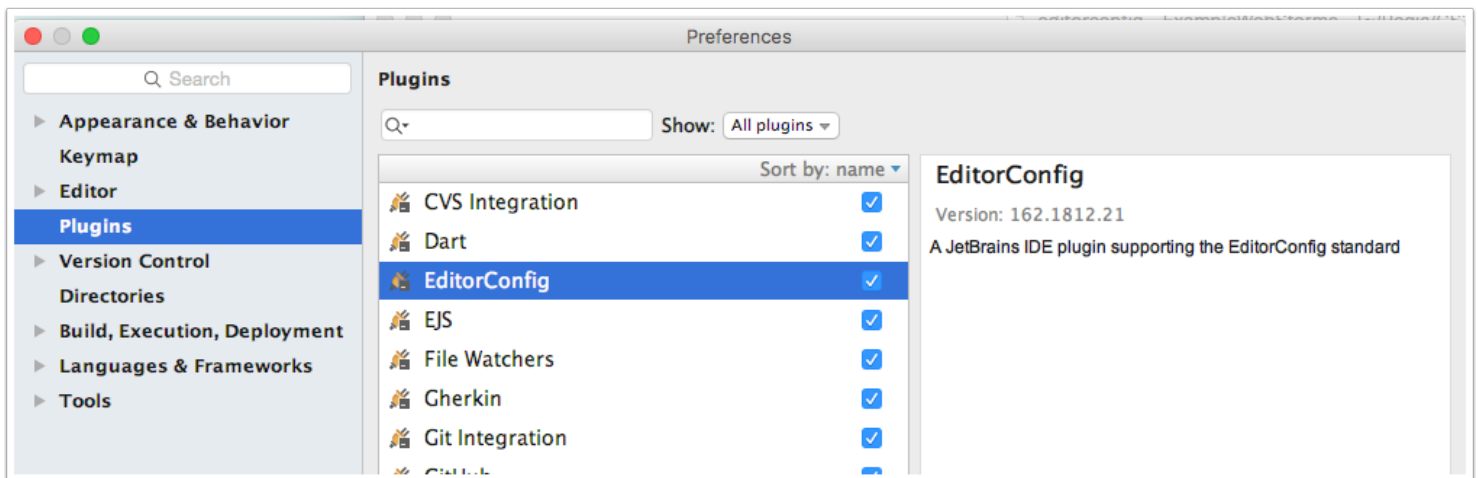 Preferences
Search
Appearance & Behavior
Keymap
Editor
Plugins
Version Control
Directories
Build, Execution, Deployment
Languages & Frameworks
Tools
Plugins
Show: All plugins
Sort by: name
CVS Integration
Dart
EditorConfig
EJS
File Watchers
Gherkin
Git Integration
GitHub
EditorConfig
Version: 162.1812.21
A JetBrains IDE plugin supporting the EditorConfig standard